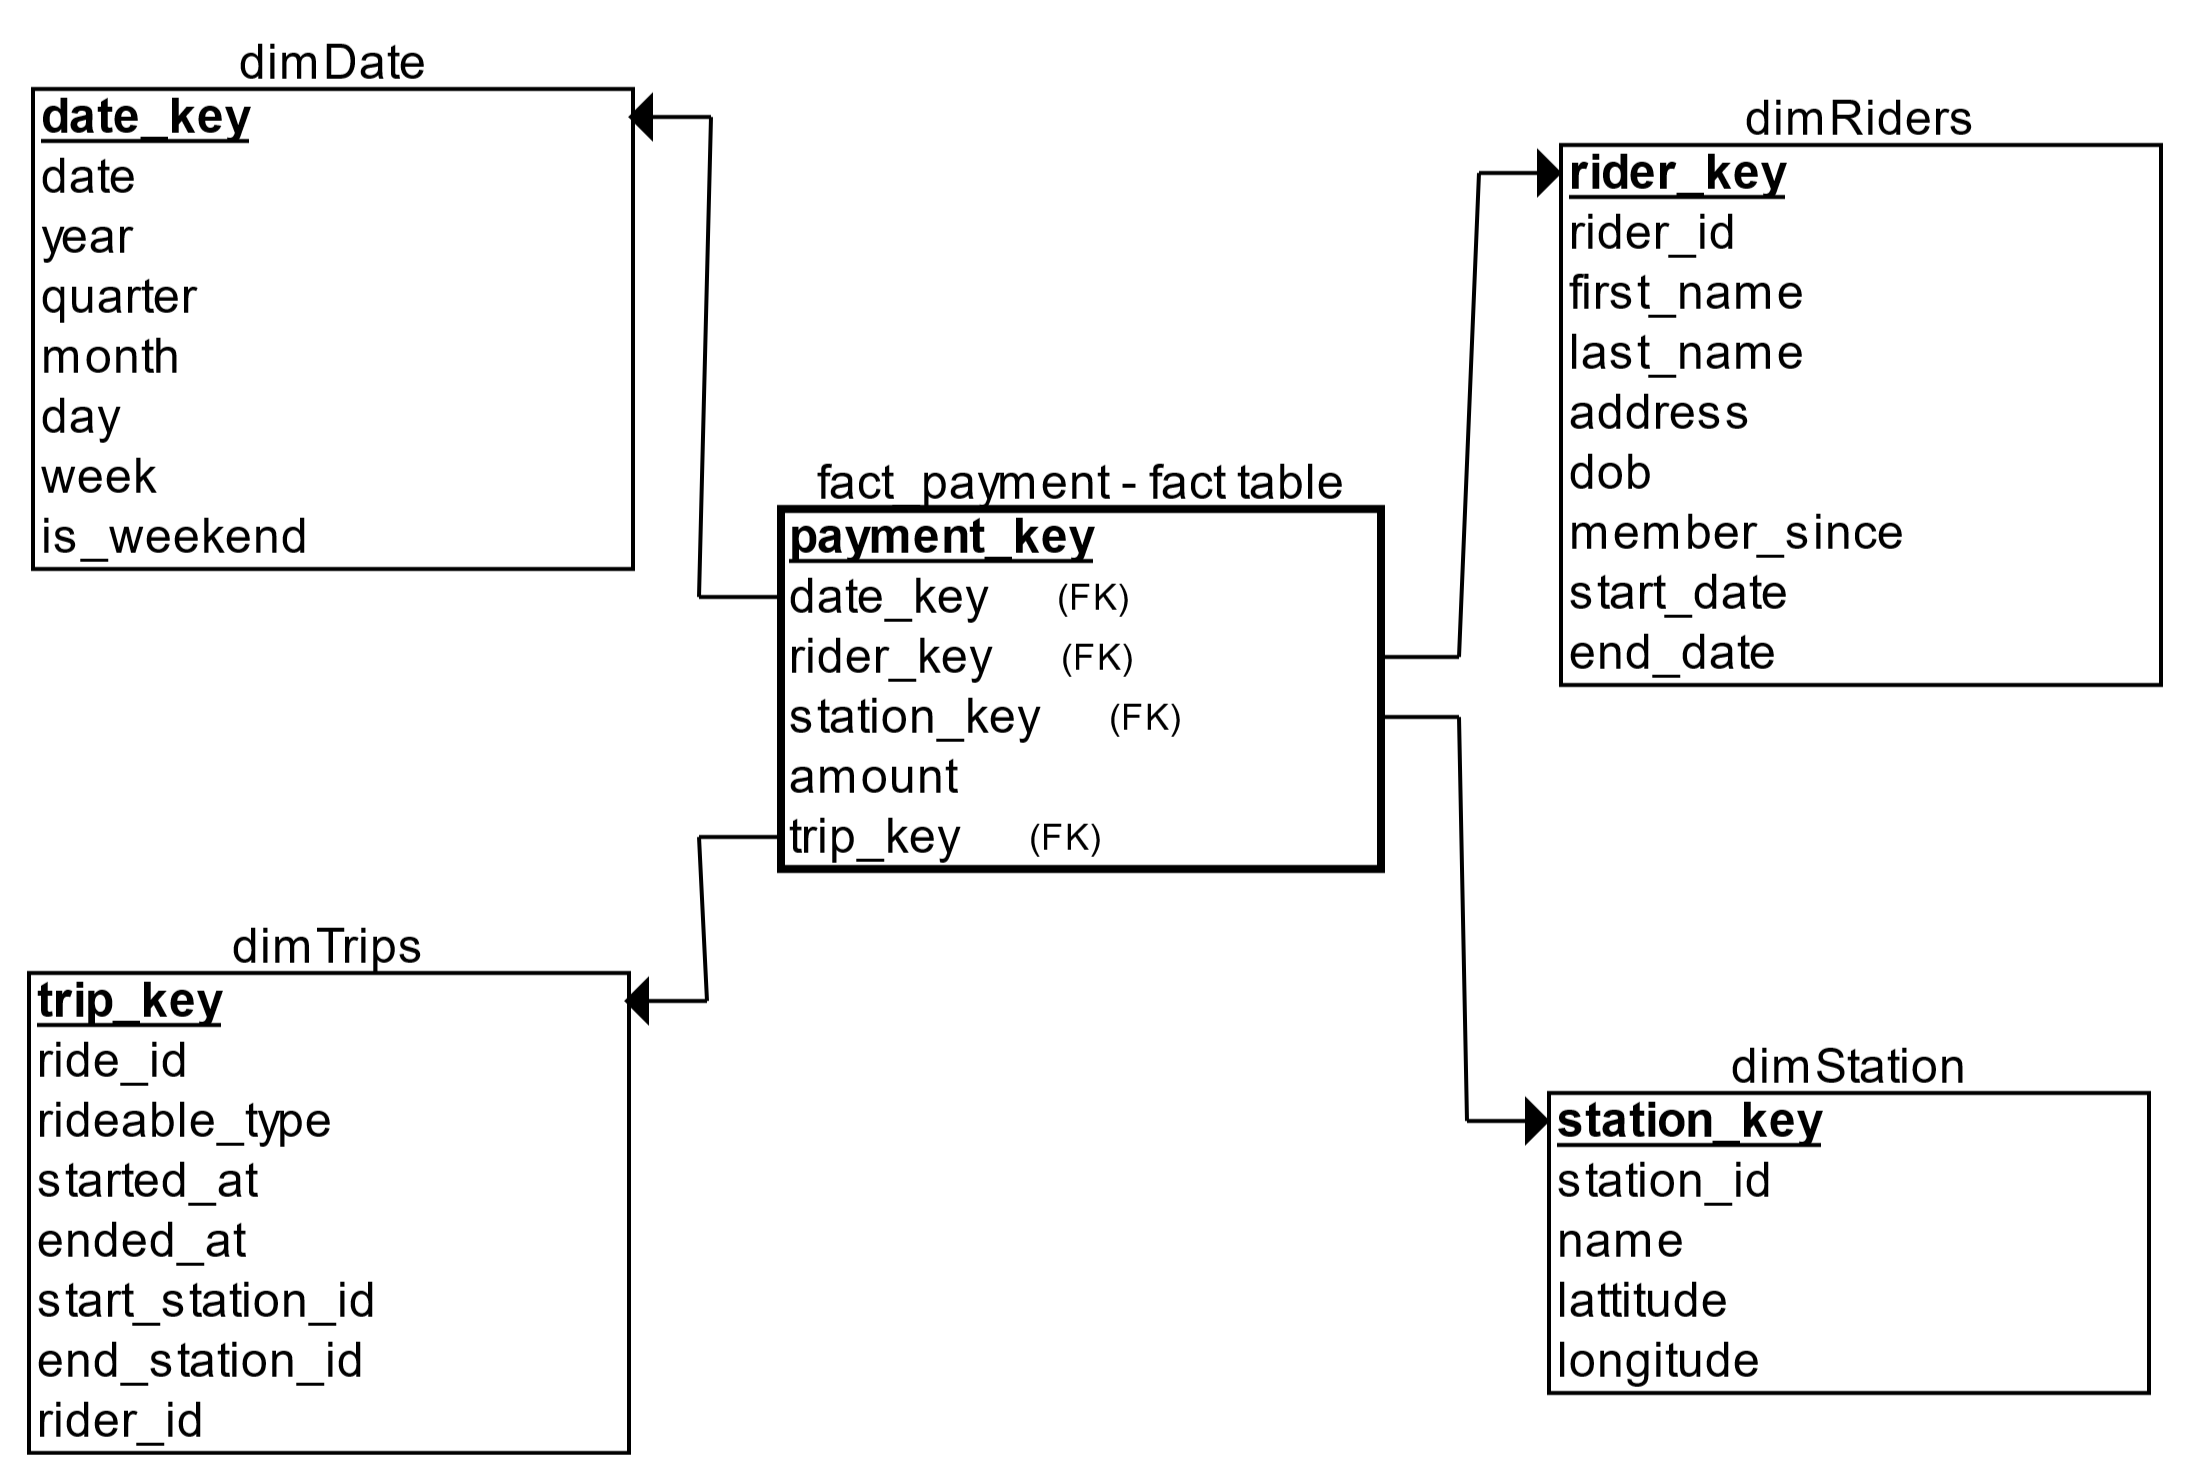 dimDate
date_key
date
year
quarter
month
day
week
is_weekend
dimRiders
rider_key
rider_id
first_name
last_name
address
dob
member_since
start_date
end_date
fact_payment - fact table
payment_key
date_key (FK)
rider_key (FK)
station_key (FK)
amount
trip_key (FK)
dimTrips
trip_key
ride_id
rideable_type
started_at
ended_at
start_station_id
end_station_id
rider_id
dimStation
station_key
station_id
name
lattitude
longitude